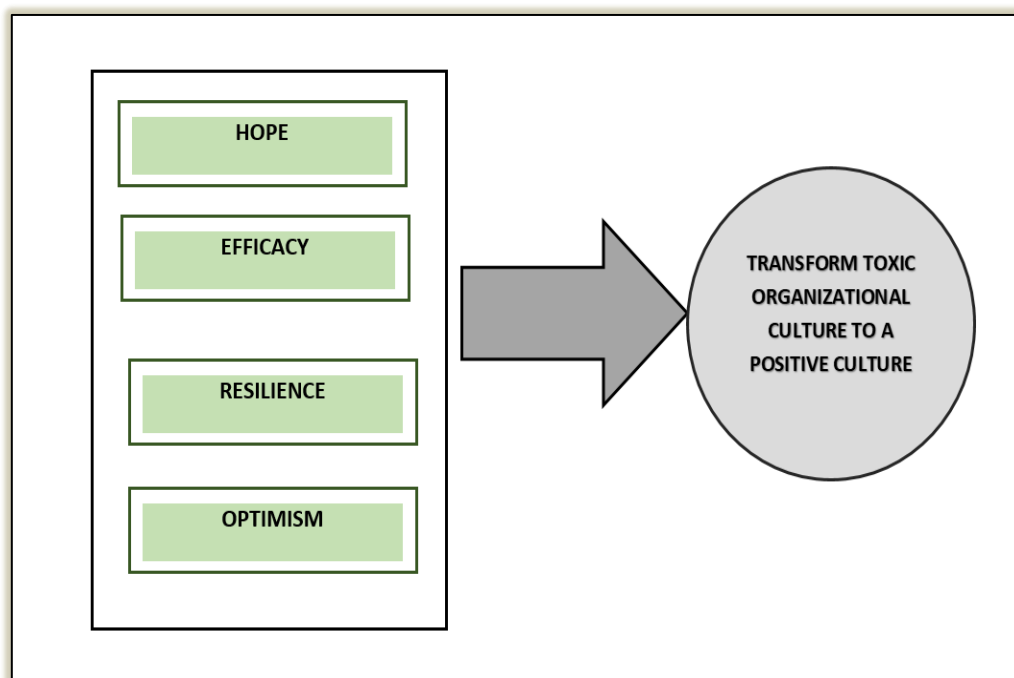 HOPE
EFFICACY
RESILIENCE
OPTIMISM
TRANSFORM TOXIC
ORGANIZATIONAL
CULTURE TO A
POSITIVE CULTURE